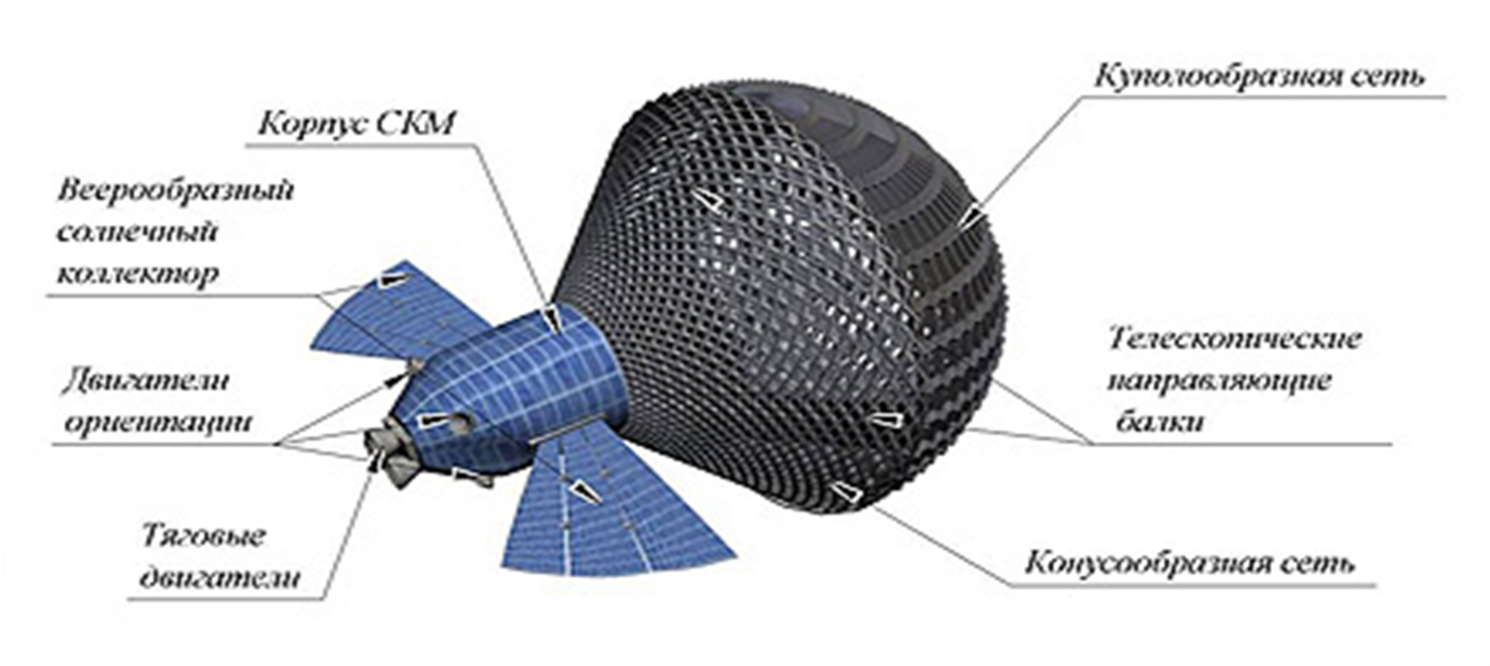 Куполообразная сеть
Корпус СКМ
Веерообразный
солнечный
коллектор
Телескопические
направляющие
балки
Двигатели
ориентации
Тяговые
двигатели
Конусообразная сеть